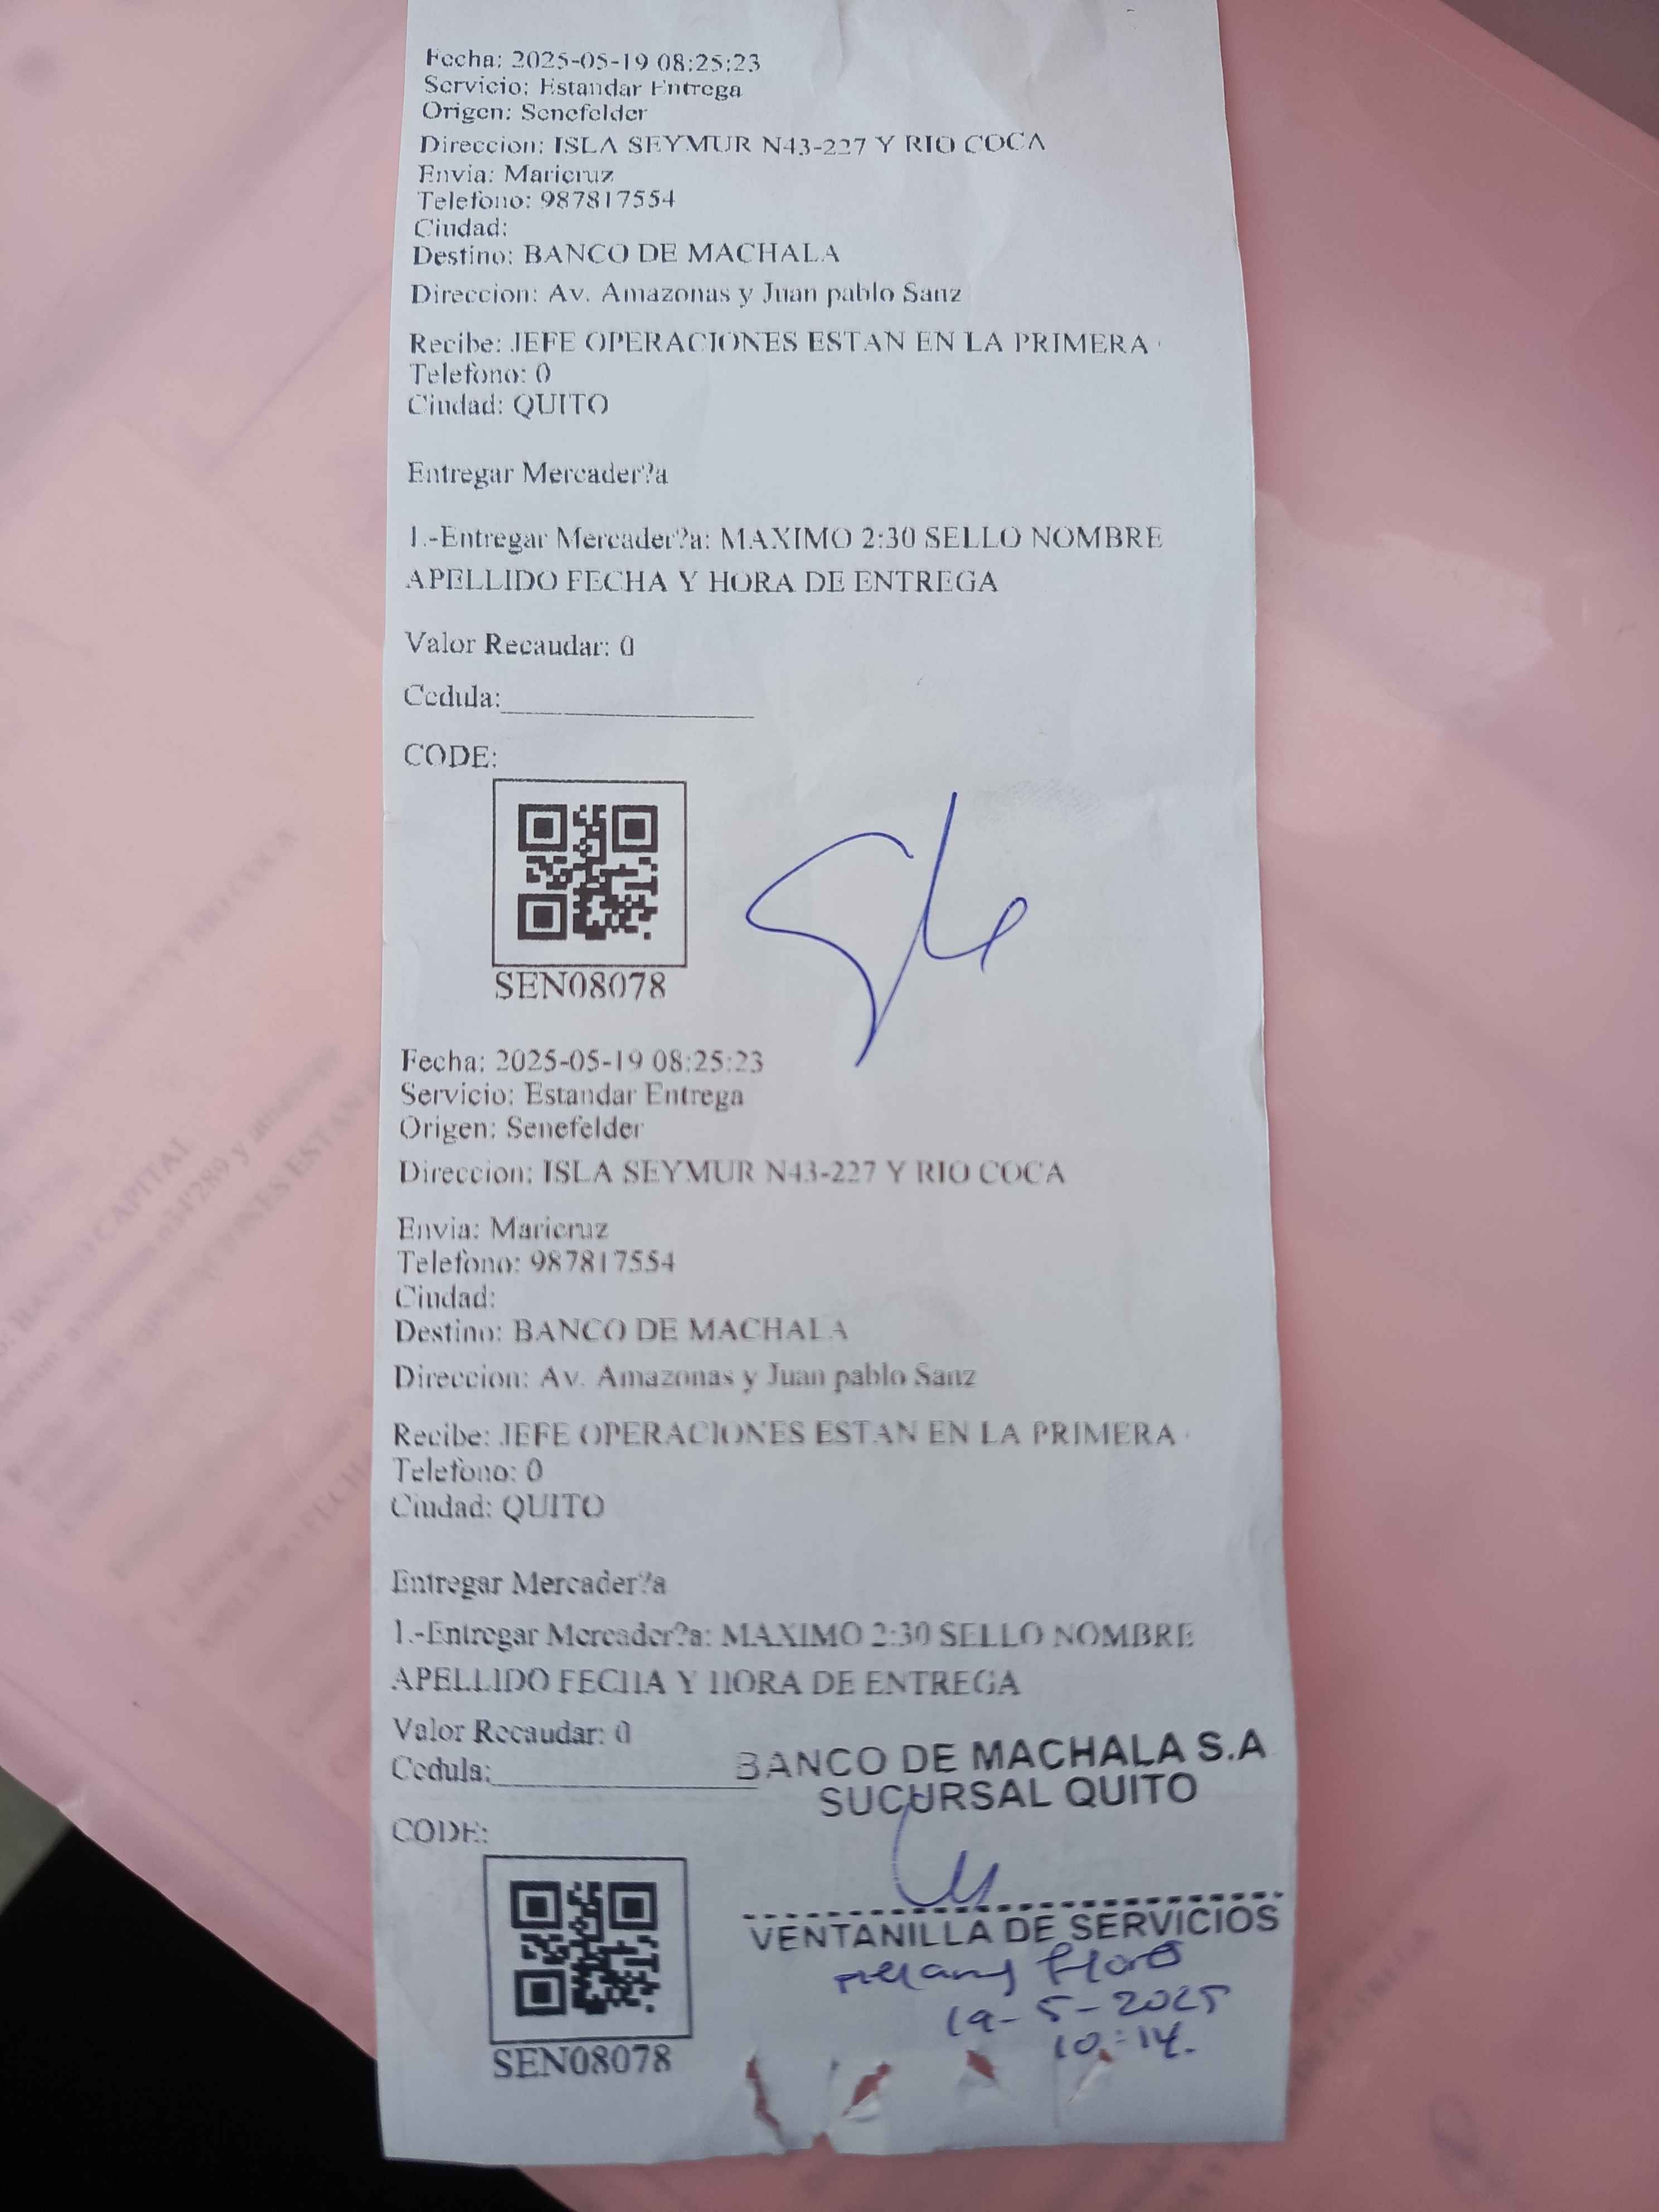 Fecha: 2025-05-19 08:25:23
Servicio: Estandar Entrega
Origen: Senefelder
Direccion: ISLA SEYMUR N43-227 Y RIO COCA
Envia: Maricruz
Telefono: 987817554
Ciudad:
Destino: BANCO DE MACHALA
Direccion: Av. Amazonas y Juan pablo Sanz
Recibe: JEFE OPERACIONES ESTAN EN LA PRIMERA
Telefono: 0
Ciudad: QUITO
Entregar Mercader?a
1.-Entregar Mercader?a: MAXIMO 2:30 SELLO NOMBRE
APELLIDO FECHA Y HORA DE ENTREGA
Valor Recaudar: 0
Cedula:
CODE:
SEN08078
Fecha: 2025-05-19 08:25:23
Servicio: Estandar Entrega
Origen: Senefelder
Direccion: ISLA SEYMUR N43-227 Y RIO COCA
Envia: Maricruz
Telefono: 987817554
Ciudad:
Destino: BANCO DE MACHALA
Direccion: Av. Amazonas y Juan pablo Sanz
Recibe: JEFE OPERACIONES ESTAN EN LA PRIMERA
Telefono: 0
Ciudad: QUITO
Entregar Mercader?a
1.-Entregar Mercader?a: MAXIMO 2:30 SELLO NOMBRE
APELLIDO FECHA Y HORA DE ENTREGA
Valor Recaudar: 0
Cedula:
BANCO DE MACHALA S.A
SUCURSAL QUITO
CODE:
VENTANILLA DE SERVICIOS
19-5-2025
10:14.
SEN08078